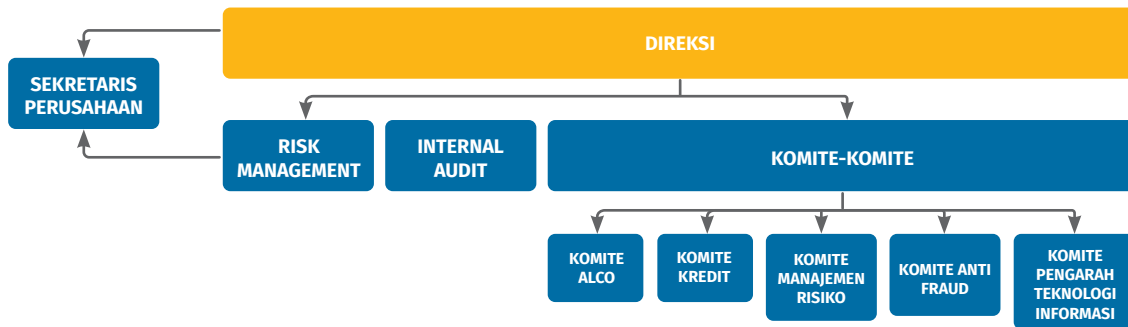 DIREKSI
SEKRETARIS
PERUSAHAAN
RISK
MANAGEMENT
INTERNAL
AUDIT
KOMITE-KOMITE
KOMITE
ALCO
KOMITE
KREDIT
KOMITE
MANAJEMEN
RISIKO
KOMITE ANTI
FRAUD
KOMITE
PENGARAH
TEKNOLOGI
INFORMASI